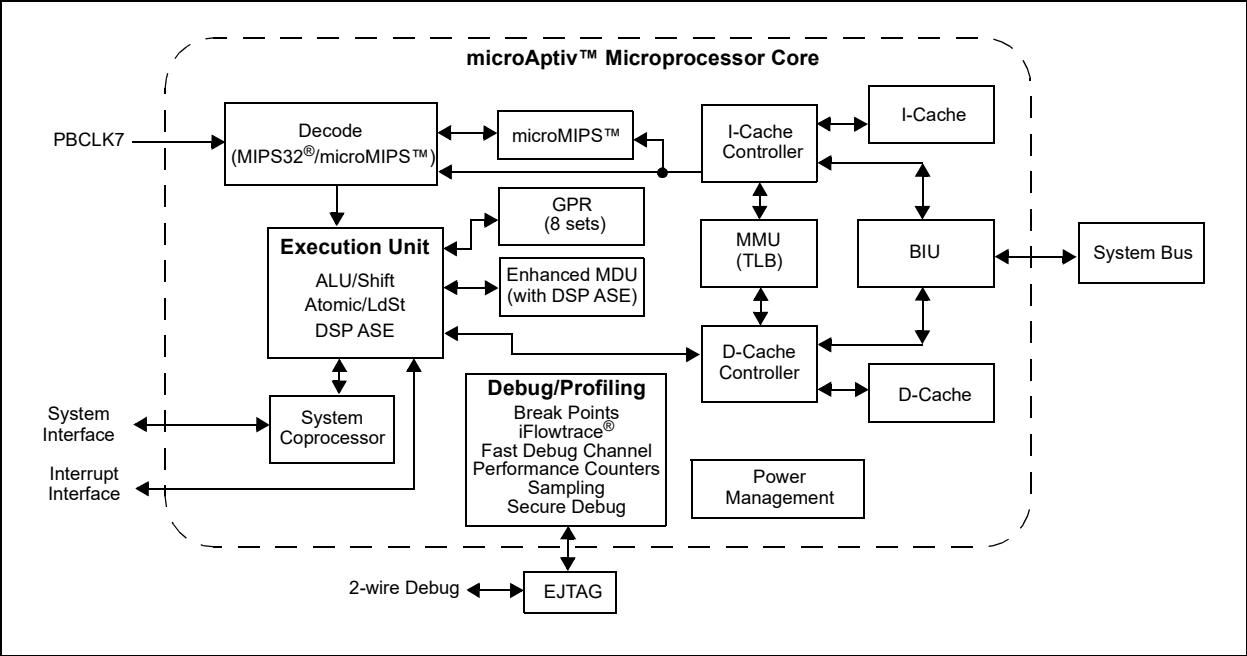 microAptiv™ Microprocessor Core
PBCLK7
Decode
(MIPS32®/microMIPS™)
microMIPS™
I-Cache
Controller
I-Cache
GPR
(8 sets)
Execution Unit
ALU/Shift
Atomic/LdSt
DSP ASE
Enhanced MDU
(with DSP ASE)
MMU
(TLB)
BIU
System Bus
D-Cache
Controller
D-Cache
Debug/Profiling
Break Points
iFlowtrace®
Fast Debug Channel
Performance Counters
Sampling
Secure Debug
System
Interface
System
Coprocessor
Interrupt
Interface
Power
Management
2-wire Debug
EJTAG